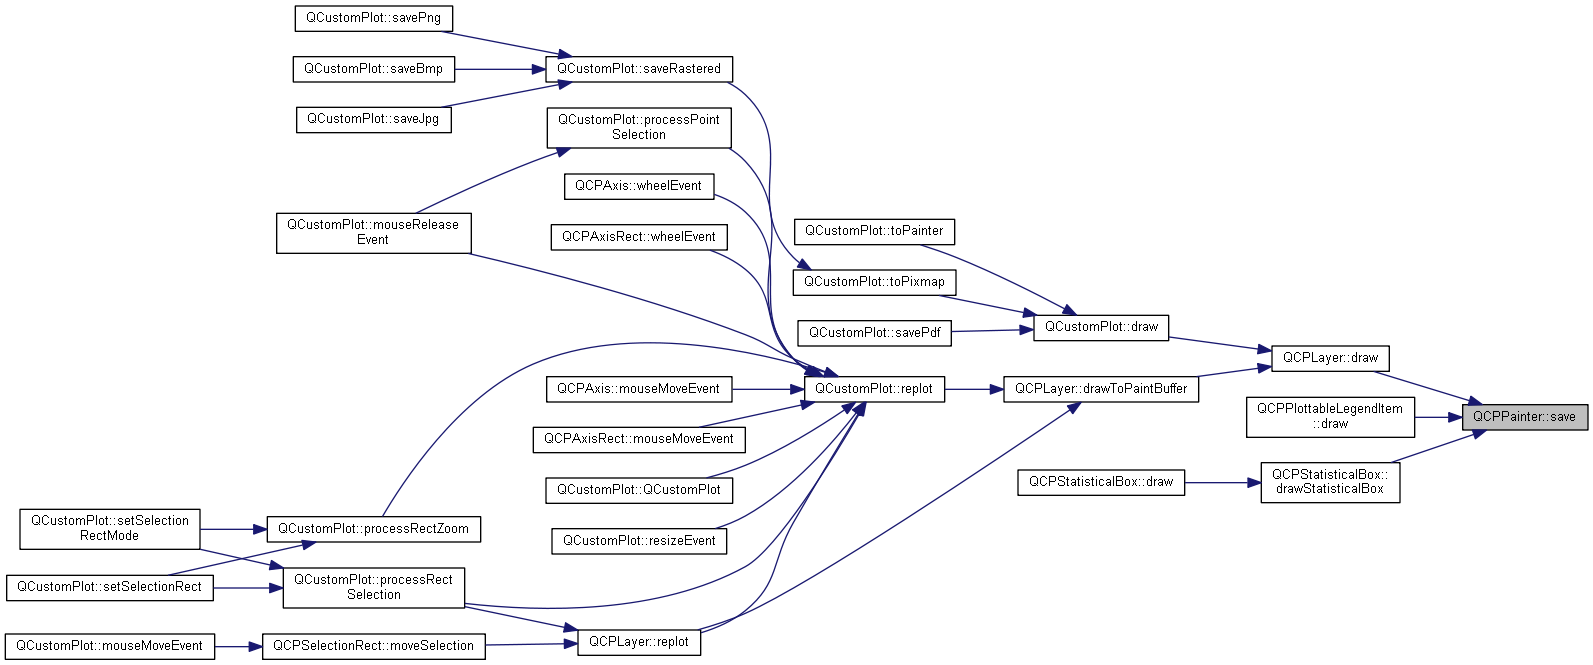 QCustomPlot::savePng
QCustomPlot::saveRastered
QCustomPlot::saveBmp
QCustomPlot::saveJpg
QCustomPlot::processPoint
Selection
QCPAxis::wheelEvent
QCustomPlot::mouseRelease
Event
QCPAxisRect::wheelEvent
QCustomPlot::toPainter
QCustomPlot::toPixmap
QCustomPlot::savePdf
QCustomPlot::draw
QCPLayer::draw
QCPAxis::mouseMoveEvent
QCustomPlot::replot
QCPLayer::drawToPaintBuffer
QCPPlottableLegendItem
::draw
QCPPainter::save
QCPAxisRect::mouseMoveEvent
QCustomPlot::QCustomPlot
QCPStatisticalBox::draw
QCPStatisticalBox::
drawStatisticalBox
QCustomPlot::setSelection
RectMode
QCustomPlot::processRectZoom
QCustomPlot::resizeEvent
QCustomPlot::setSelectionRect
QCustomPlot::processRect
Selection
QCustomPlot::mouseMoveEvent
QCPSelectionRect::moveSelection
QCPLayer::replot